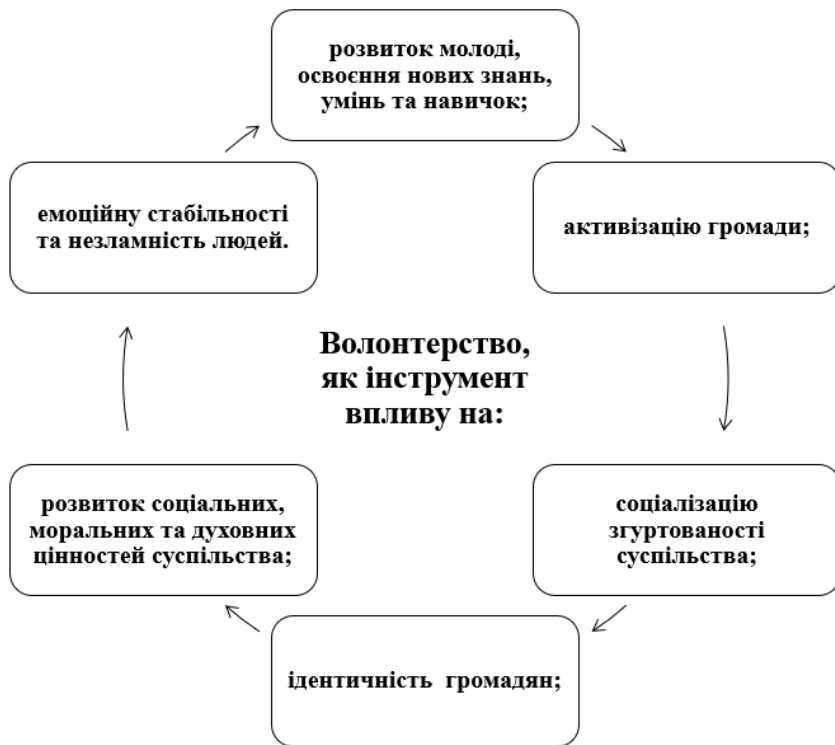 розвиток молоді,
освоєння нових знань,
умінь та навичок;
активізацію громади;
соціалізацію
згуртованості
суспільства;
ідентичність громадян;
розвиток соціальних,
моральних та духовних
цінностей суспільства;
емоційну стабільності
та незламність людей.
Волонтерство,
як інструмент
впливу на: